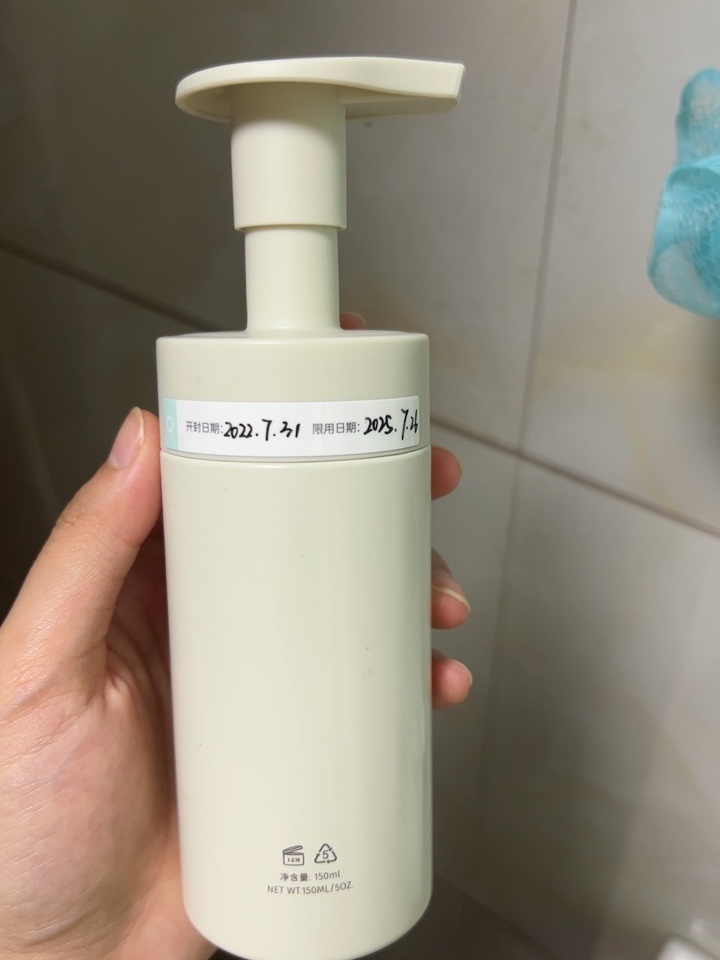 开封日期:2022.7.31 限用日期:2025.7.26
12M 5
净含量: 150ml
NET WT.150ML/5OZ.